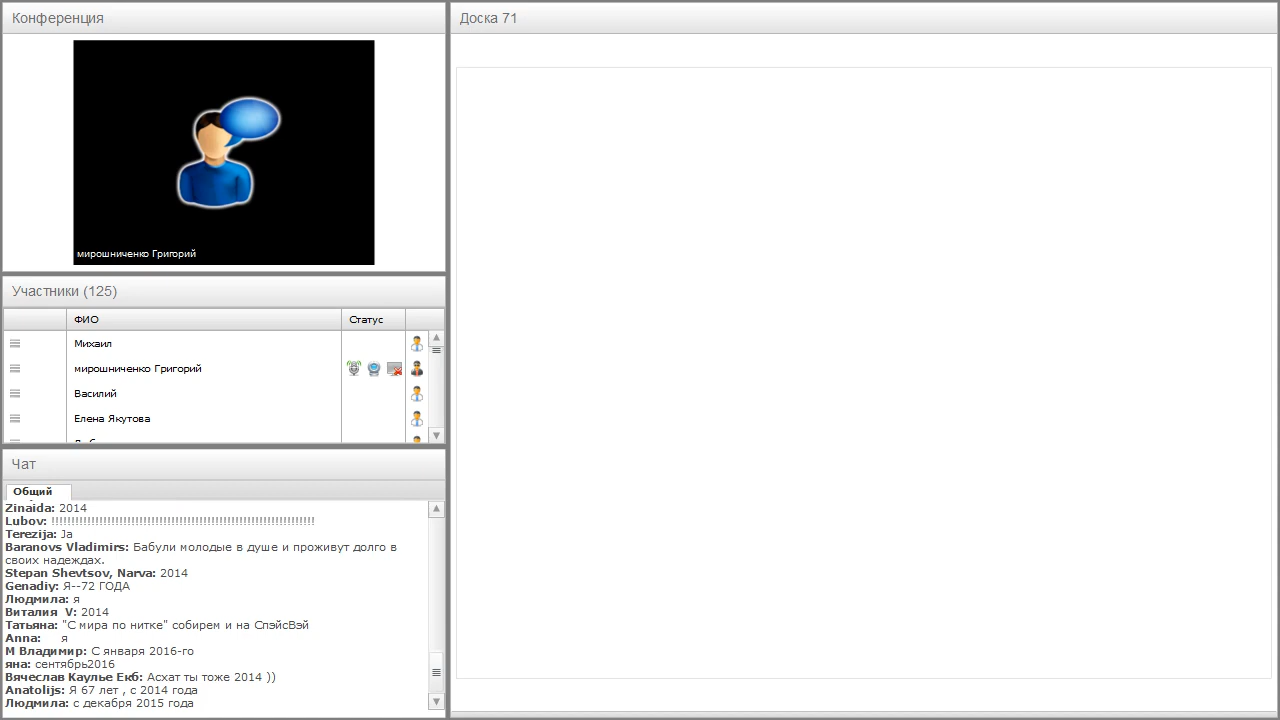 Конференция
мирошниченко Григорий
Участники (125)
ФИО Статус
Михаил
мирошниченко Григорий
Василий
Елена Якутова
Чат
Общий
Zinaida: 2014
Lubov: !!!!!!!!!!!!!!!!!!!!!!!!!!!!!!!!!!!!!!!!!!!!!!!!!!!!!!!!!!!!!!!!!!
Terezija: Ja
Baranovs Vladimirs: Бабули молодые в душе и проживут долго в
своих надеждах.
Stepan Shevtsov, Narva: 2014
Genadiy: Я--72 ГОДА
Людмила: я
Виталия V: 2014
Татьяна: "С мира по нитке" собирем и на СпэйсВэй
Anna: я
М Владимир: С января 2016-го
яна: сентябрь2016
Вячеслав Каулье Екб: Асхат ты тоже 2014 ))
Anatolijs: Я 67 лет , с 2014 года
Людмила: с декабря 2015 года
Доска 71